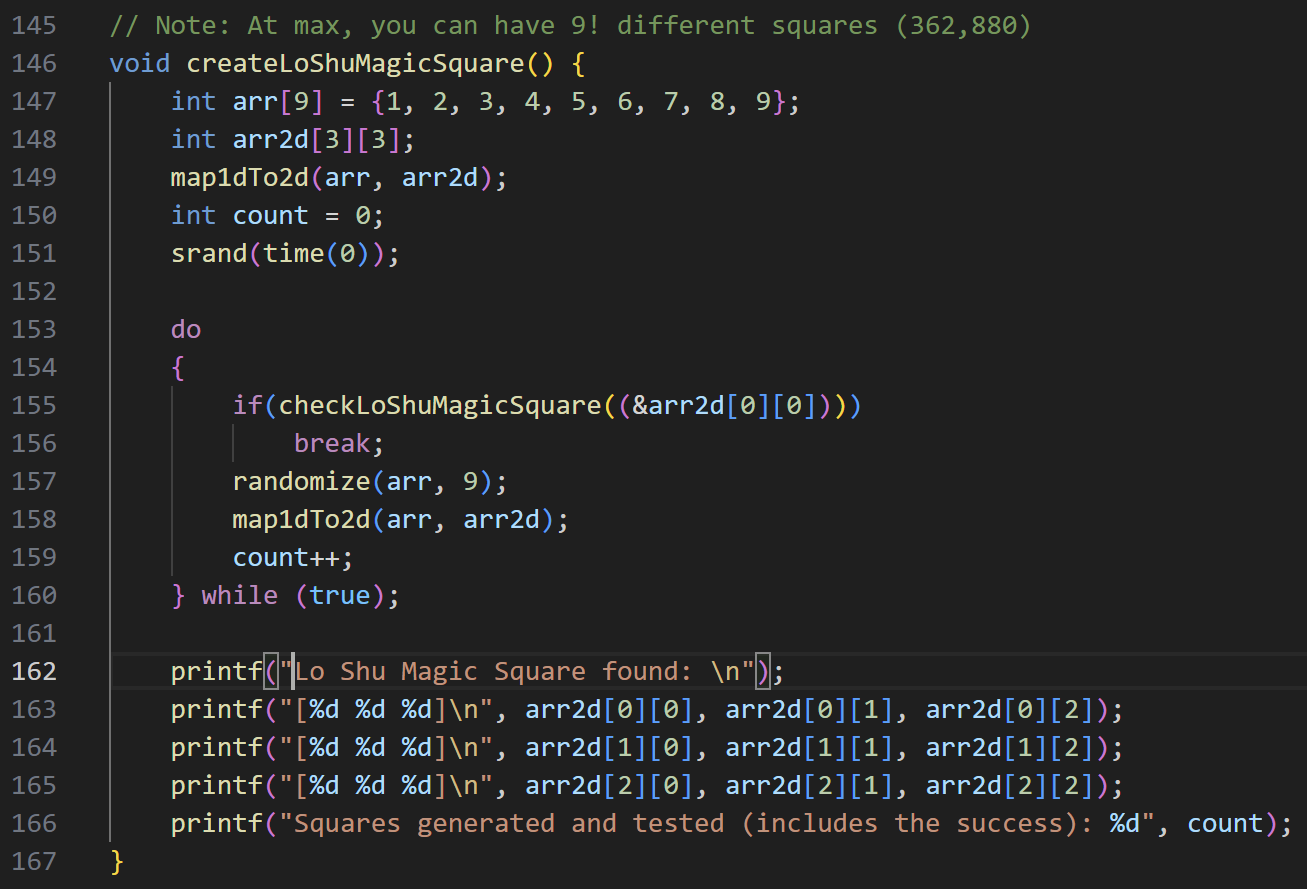 145 // Note: At max, you can have 9! different squares (362,880)
146 void createLoShuMagicSquare() {
147     int arr[9] = {1, 2, 3, 4, 5, 6, 7, 8, 9};
148     int arr2d[3][3];
149     map1dTo2d(arr, arr2d);
150     int count = 0;
151     srand(time(0));
152
153     do
154     {
155         if(checkLoShuMagicSquare((&arr2d[0][0])))
156             break;
157         randomize(arr, 9);
158         map1dTo2d(arr, arr2d);
159         count++;
160     } while (true);
161
162     printf("Lo Shu Magic Square found: \n");
163     printf("[%d %d %d]\n", arr2d[0][0], arr2d[0][1], arr2d[0][2]);
164     printf("[%d %d %d]\n", arr2d[1][0], arr2d[1][1], arr2d[1][2]);
165     printf("[%d %d %d]\n", arr2d[2][0], arr2d[2][1], arr2d[2][2]);
166     printf("Squares generated and tested (includes the success): %d", count);
167 }